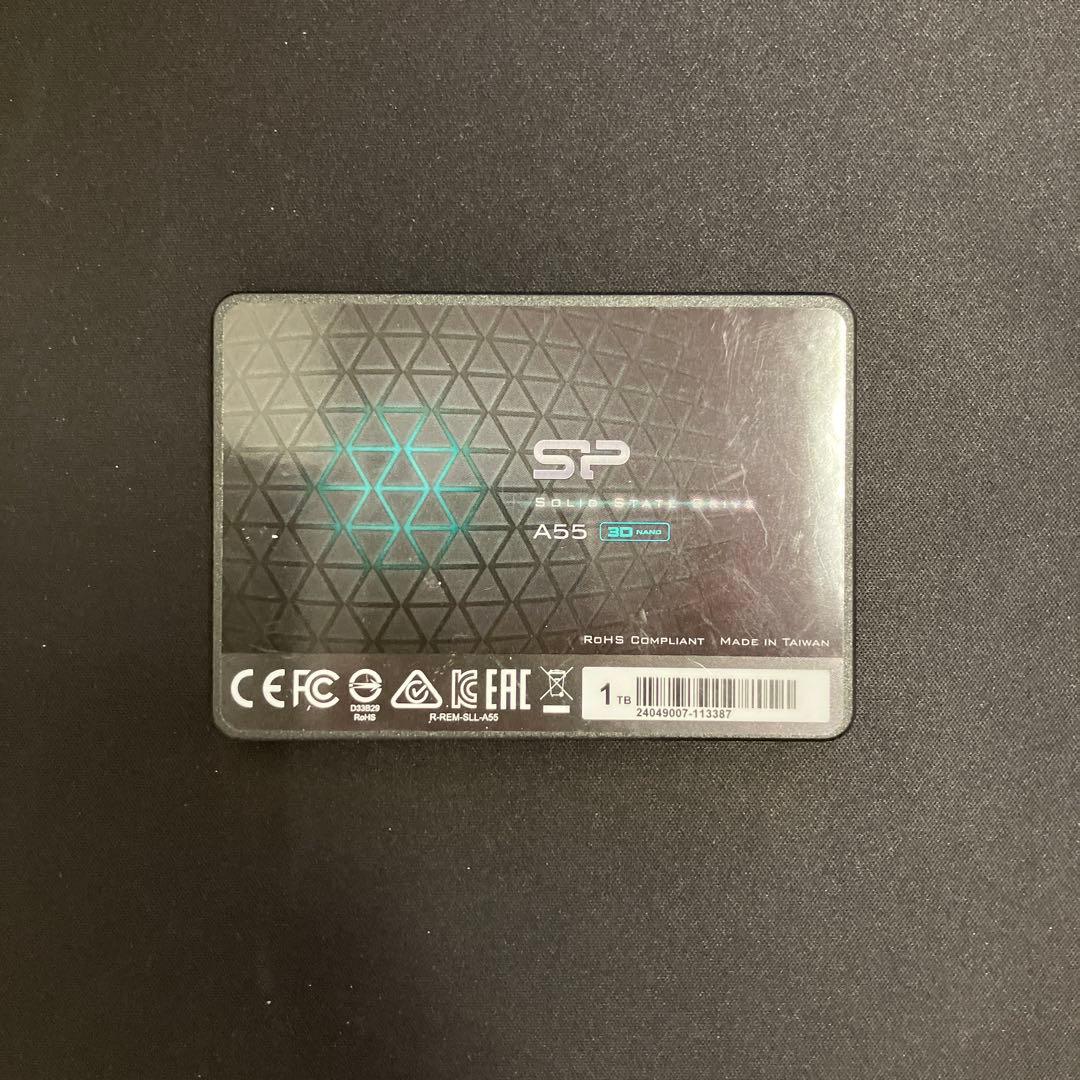 SP
SOLID STATE DRIVE
A55 3D NAND
ROHS COMPLIANT MADE IN TAIWAN
CE FC D33B29 RoHS R-REM-SLL-A55 EAC
1 TB
24049007-113387